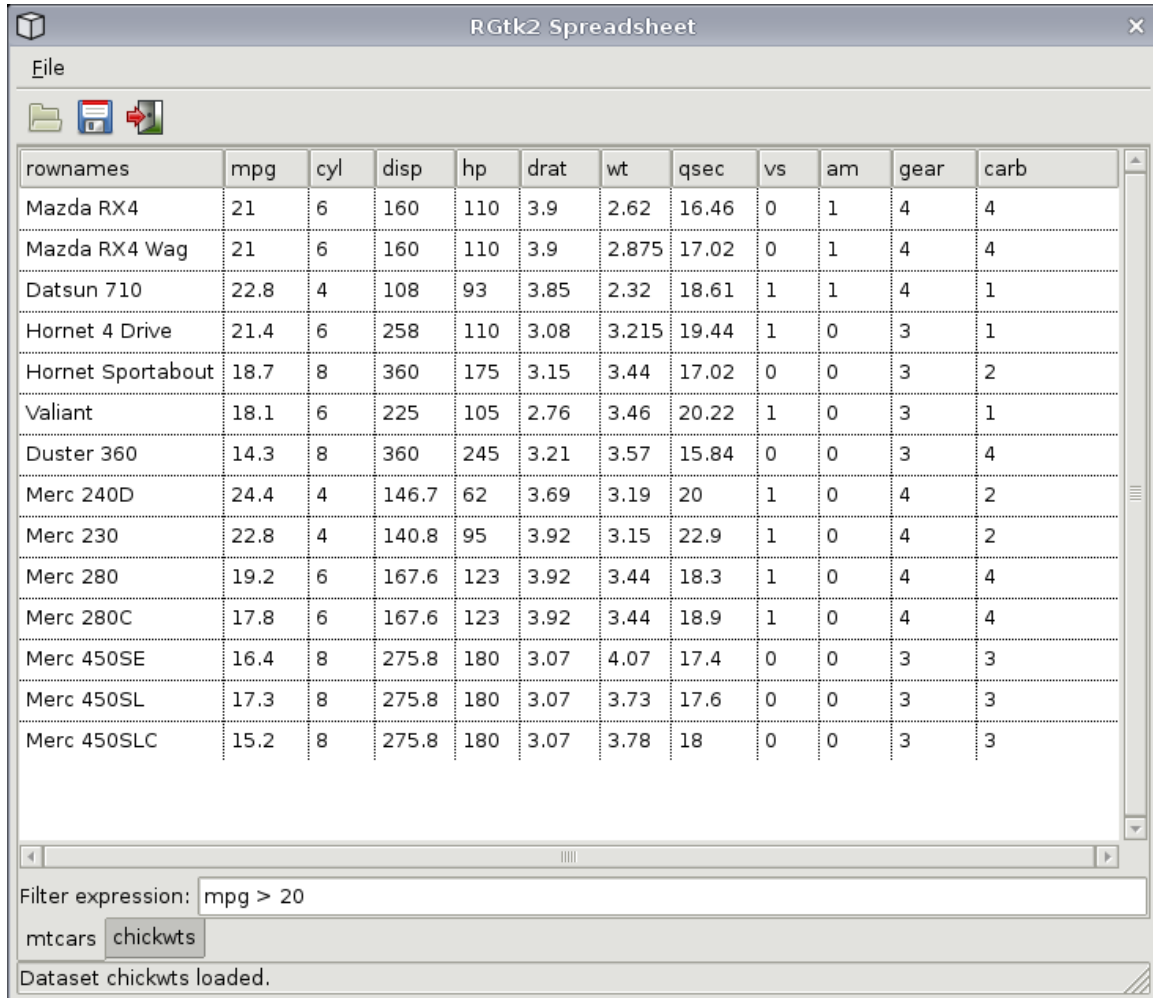 RGtk2 Spreadsheet
File
rownames mpg cyl disp hp drat wt qsec vs am gear carb
Mazda RX4 21 6 160 110 3.9 2.62 16.46 0 1 4 4
Mazda RX4 Wag 21 6 160 110 3.9 2.875 17.02 0 1 4 4
Datsun 710 22.8 4 108 93 3.85 2.32 18.61 1 1 4 1
Hornet 4 Drive 21.4 6 258 110 3.08 3.215 19.44 1 0 3 1
Hornet Sportabout 18.7 8 360 175 3.15 3.44 17.02 0 0 3 2
Valiant 18.1 6 225 105 2.76 3.46 20.22 1 0 3 1
Duster 360 14.3 8 360 245 3.21 3.57 15.84 0 0 3 4
Merc 240D 24.4 4 146.7 62 3.69 3.19 20 1 0 4 2
Merc 230 22.8 4 140.8 95 3.92 3.15 22.9 1 0 4 2
Merc 280 19.2 6 167.6 123 3.92 3.44 18.3 1 0 4 4
Merc 280C 17.8 6 167.6 123 3.92 3.44 18.9 1 0 4 4
Merc 450SE 16.4 8 275.8 180 3.07 4.07 17.4 0 0 3 3
Merc 450SL 17.3 8 275.8 180 3.07 3.73 17.6 0 0 3 3
Merc 450SLC 15.2 8 275.8 180 3.07 3.78 18 0 0 3 3
Filter expression: mpg > 20
mtcars chickwts
Dataset chickwts loaded.